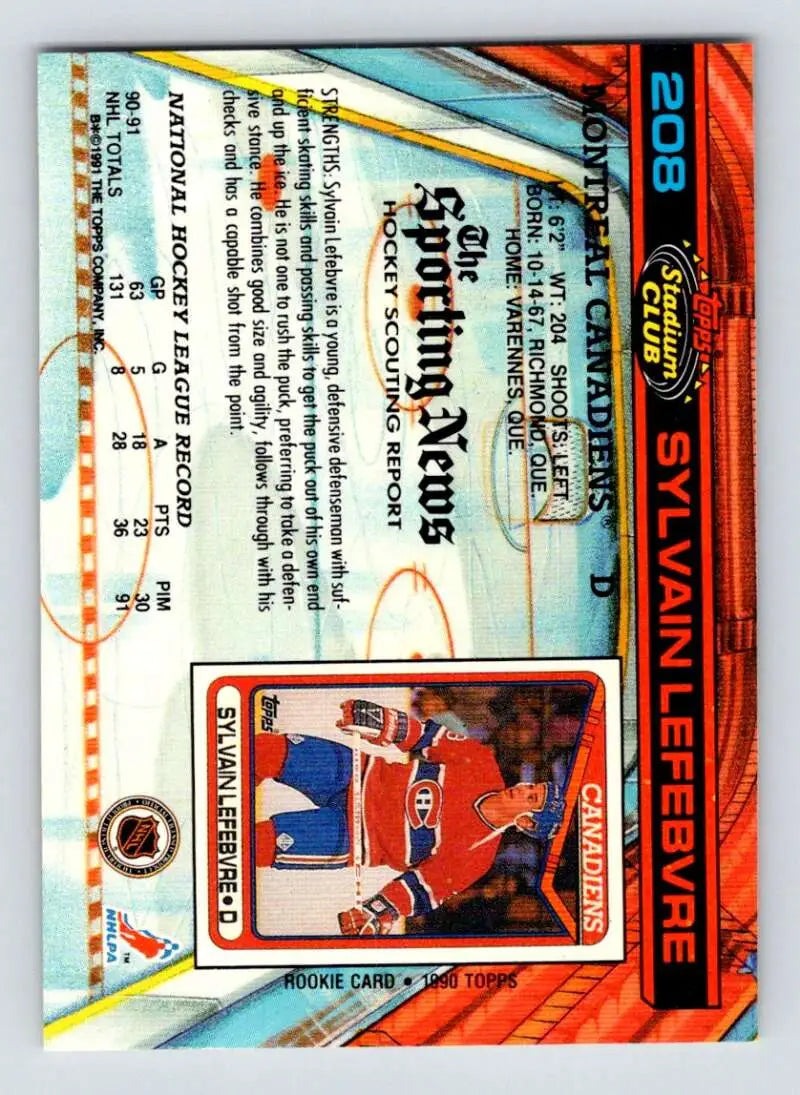 208
Topps
Stadium
CLUB
SYLVAIN LEFEBVRE
MONTREAL CANADIENS® D
6'2" WT: 204 SHOOTS: LEFT
BORN: 10-14-67, RICHMOND, QUE.
HOME: VARENNES, QUE.
The
Sporting News
HOCKEY SCOUTING REPORT
STRENGTHS: Sylvain Lefebvre is a young, defensive defenseman with suf-
ficient skating skills and passing skills to get the puck out of his own end
and up the ice. He is not one to rush the puck, preferring to take a defen-
sive stance. He combines good size and agility, follows through with his
checks and has a capable shot from the point.
NATIONAL HOCKEY LEAGUE RECORD
GP G A PTS PIM
90-91 63 5 18 23 30
NHL TOTALS 131 8 28 36 91
B*©1991 THE TOPPS COMPANY, INC.
CANADIENS
TOPPS
SYLVAIN LEFEBVRE • D
ROOKIE CARD • 1990 TOPPS
NHL
NHLPA™